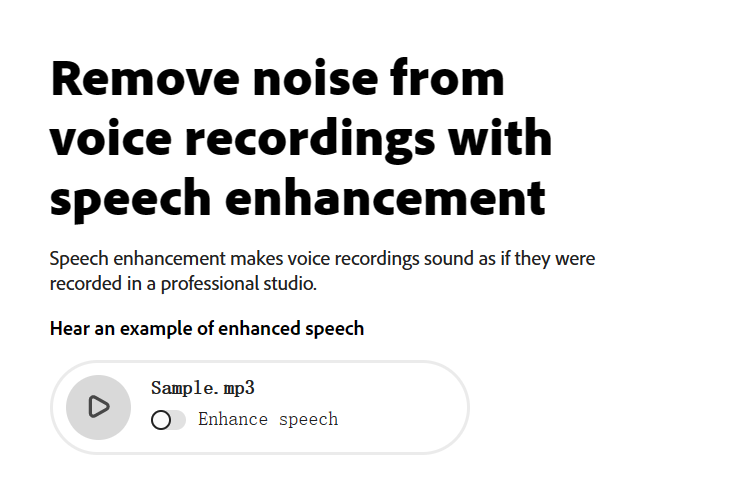 Remove noise from
voice recordings with
speech enhancement
Speech enhancement makes voice recordings sound as if they were
recorded in a professional studio.
Hear an example of enhanced speech
Sample.mp3
Enhance speech